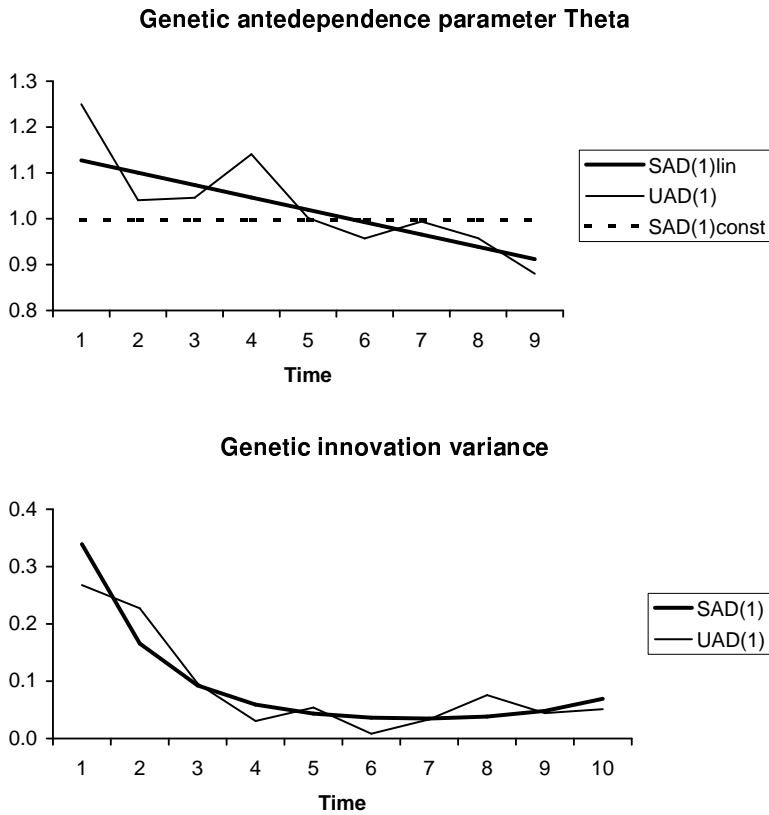 Genetic antedependence parameter Theta
1.3
1.2
1.1
1.0
0.9
0.8
1 2 3 4 5 6 7 8 9
Time
SAD(1)lin
UAD(1)
SAD(1)const
Genetic innovation variance
0.4
0.3
0.2
0.1
0.0
1 2 3 4 5 6 7 8 9 10
Time
SAD(1)
UAD(1)